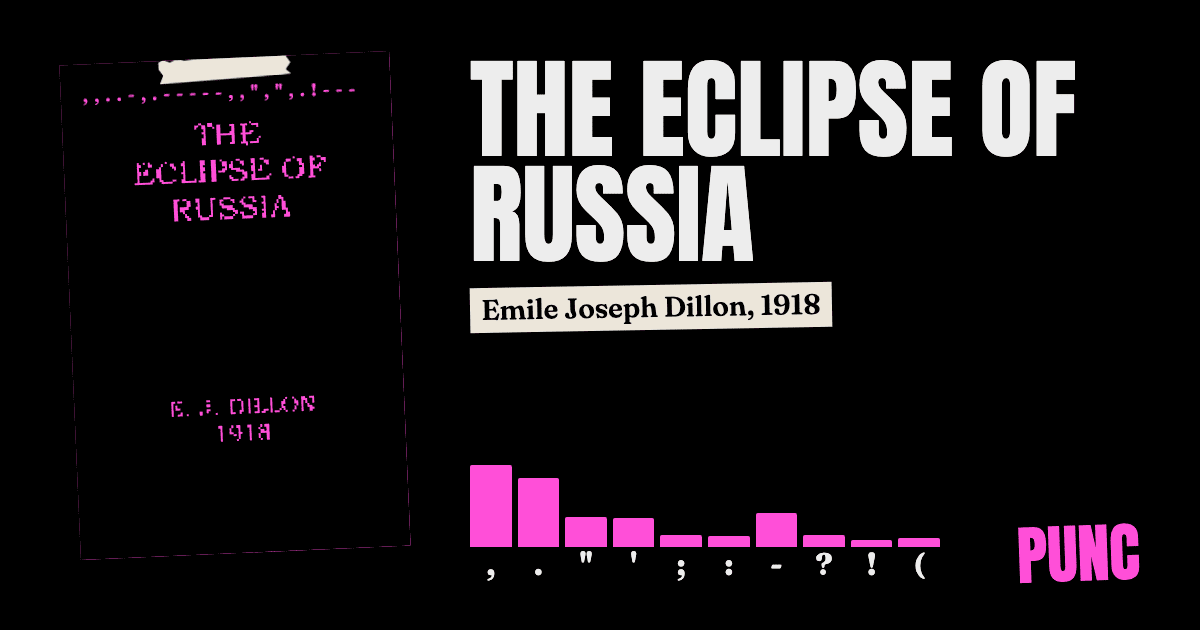 ,,..-,.-----,,",",.!---
THE
ECLIPSE OF
RUSSIA
E. J. DILLON
1918
THE ECLIPSE OF
RUSSIA
Emile Joseph Dillon, 1918
, . " ' ; : - ? ! (
PUNC